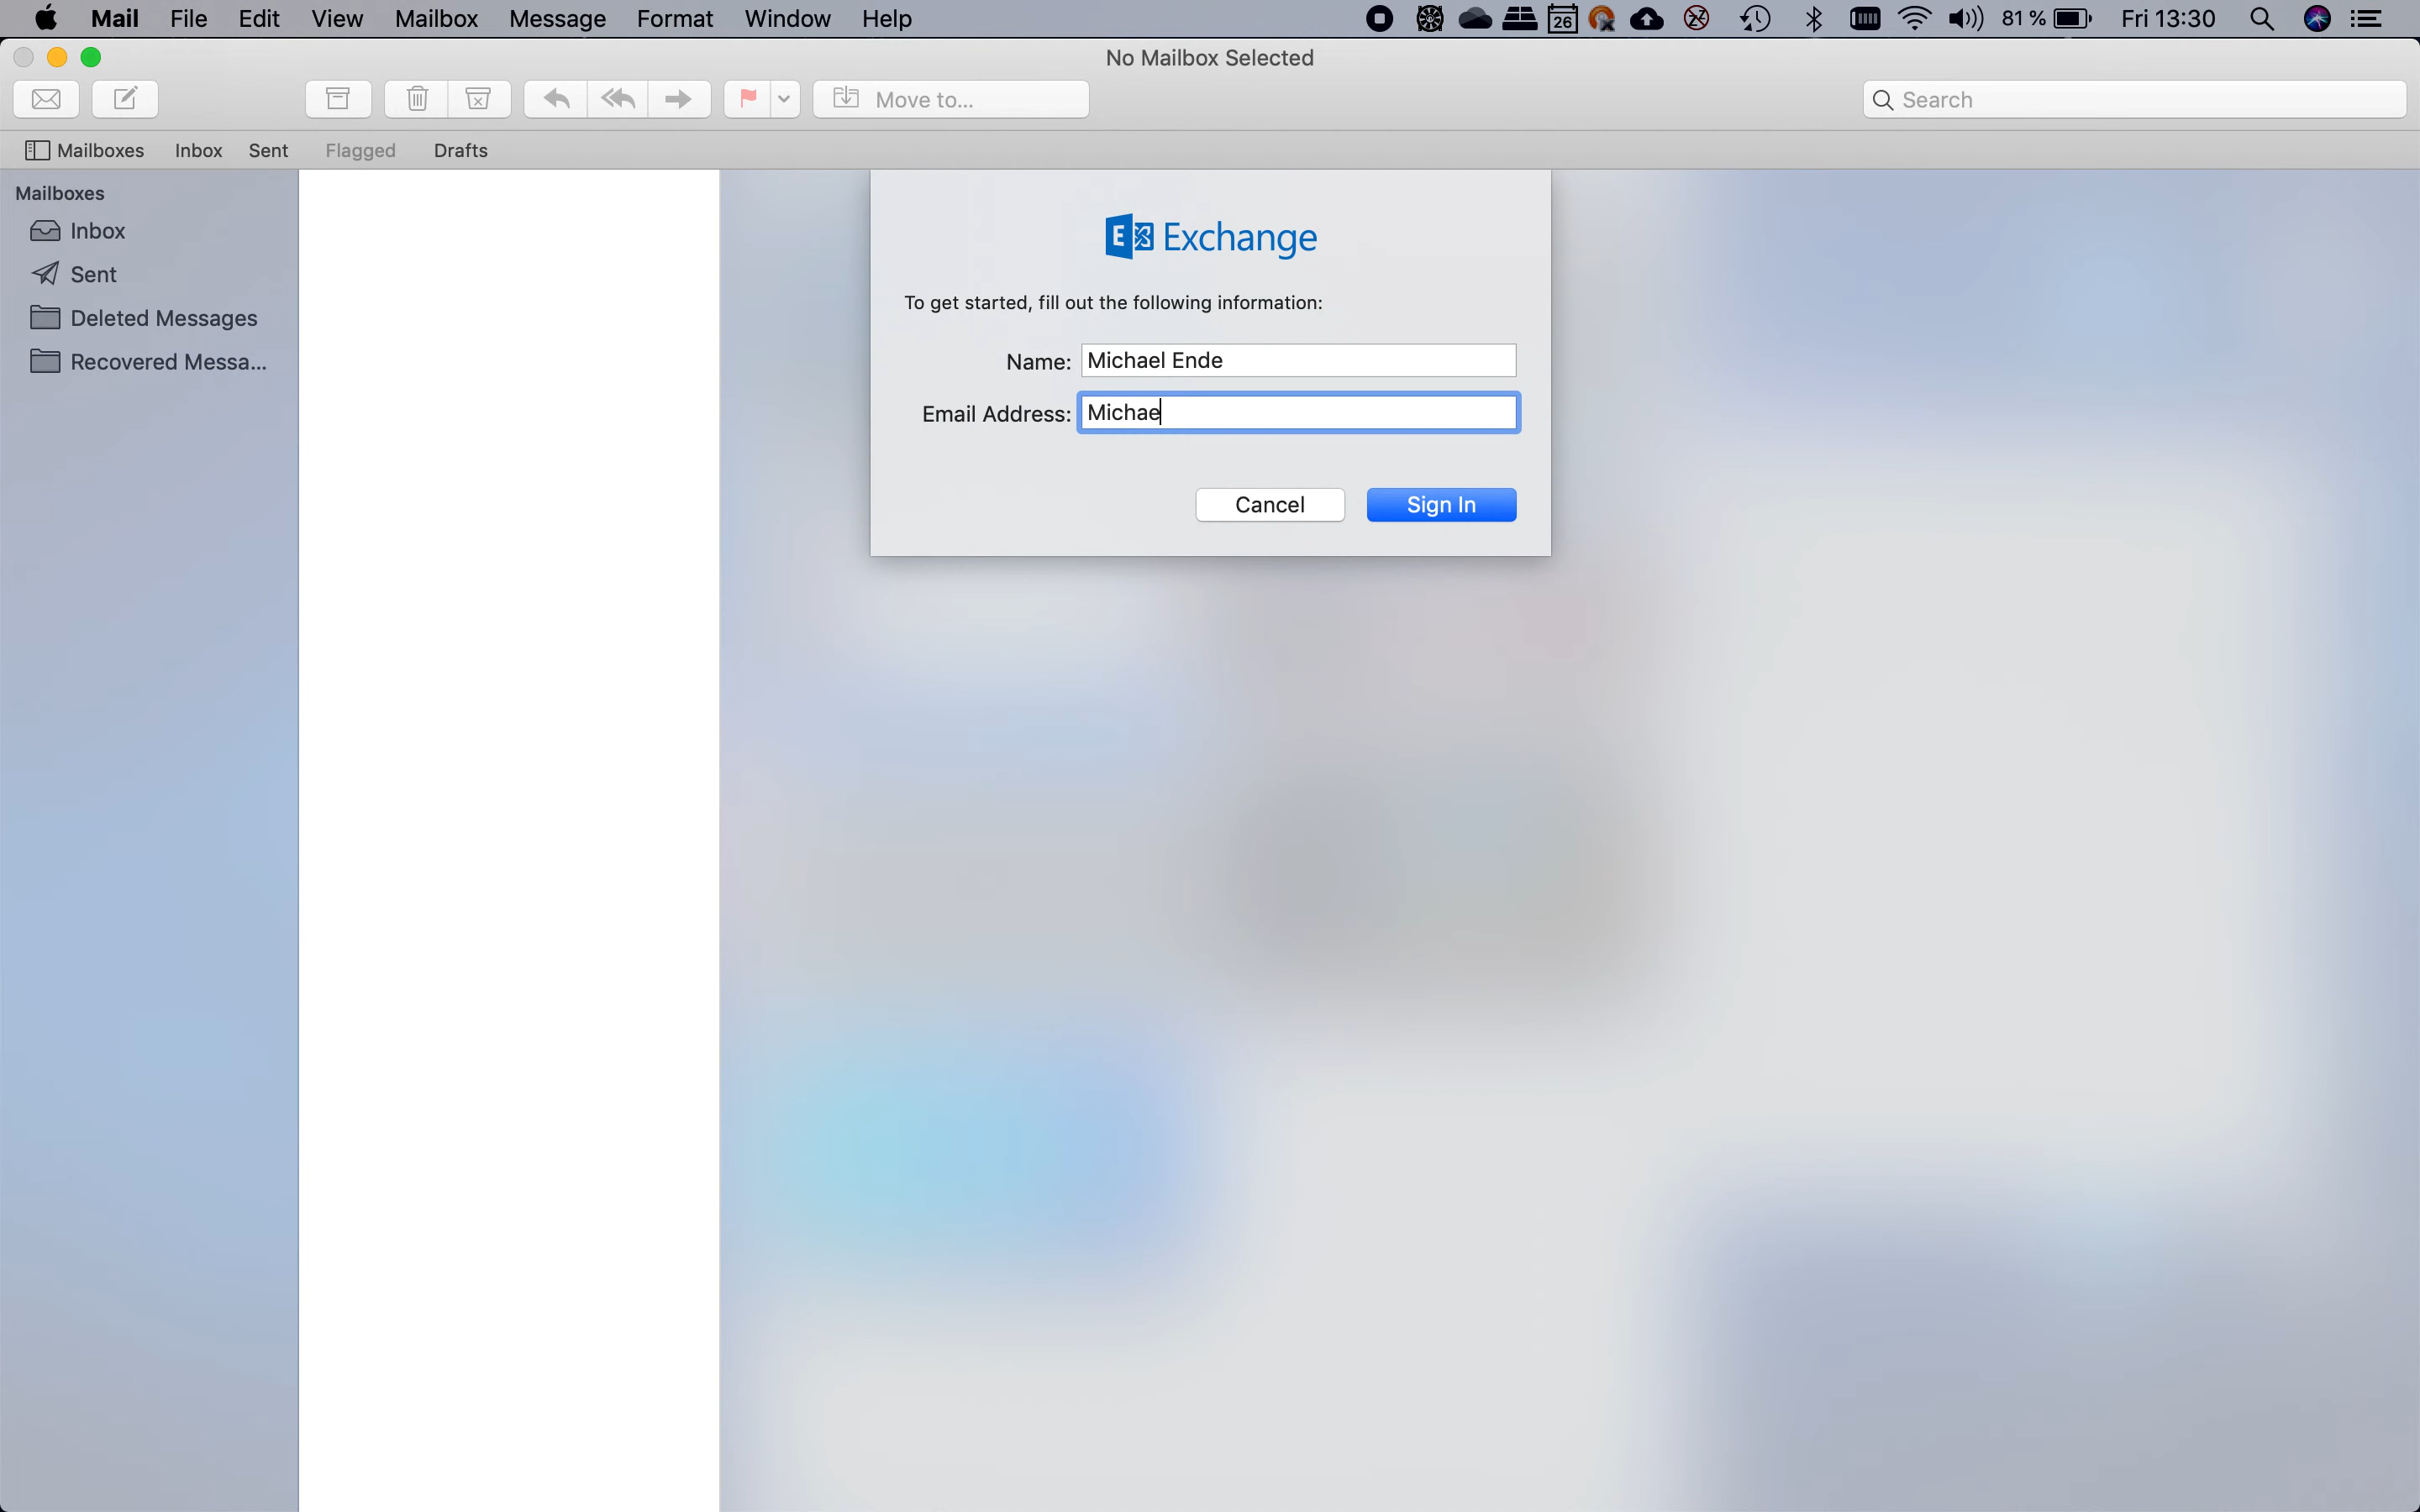 Mail File Edit View Mailbox Message Format Window Help 26 81 % Fri 13:30
No Mailbox Selected
Move to...
Search
Mailboxes Inbox Sent Flagged Drafts
Mailboxes
Inbox
Sent
Deleted Messages
Recovered Messa...
E Exchange
To get started, fill out the following information:
Name: Michael Ende
Email Address: Michae
Cancel Sign In